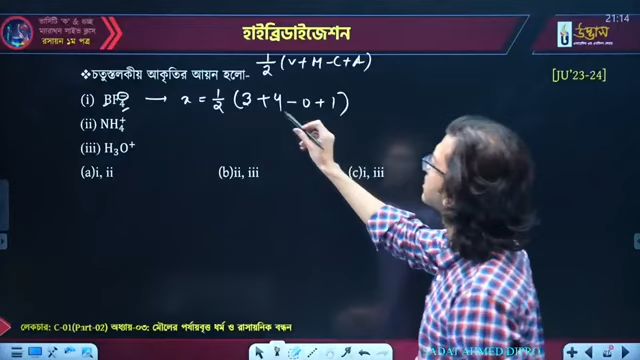 ভার্সিটি 'ক' ও গুচ্ছ
ম্যারাথন লাইভ ক্লাস
রসায়ন ১ম পত্র
হাইব্রিডাইজেশন
উদ্ভাস
21:14
1/2 (V+M-C+A)
❖চতুস্তলকীয় আকৃতির আয়ন হলো-
[JU'23-24]
(i) BF₄⁻ → x = 1/2 (3+4-0+1)
(ii) NH₄⁺
(iii) H₃O⁺
(a)i, ii (b)ii, iii (c)i, iii
লেকচার: C-01(Part-02) অধ্যায়-০৩: মৌলের পর্যায়বৃত্ত ধর্ম ও রাসায়নিক বন্ধন